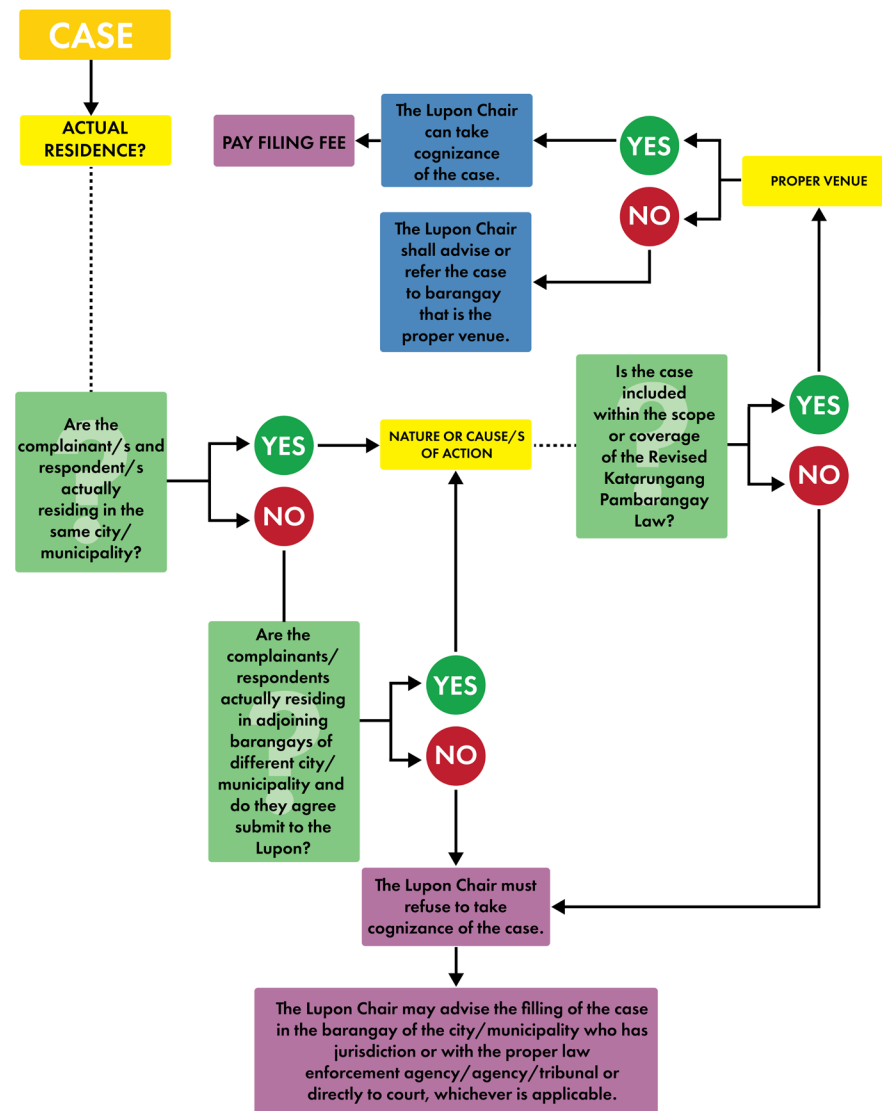 CASE
ACTUAL
RESIDENCE?
PAY FILING FEE
The Lupon Chair
can take
cognizance
of the case.
YES
NO
PROPER VENUE
The Lupon Chair
shall advise or
refer the case
to barangay
that is the
proper venue.
Are the
complainant/s and
respondent/s
actually
residing in the
same city/
municipality?
YES
NO
NATURE OR CAUSE/S
OF ACTION
Is the case
included
within the scope
or coverage
of the Revised
Katarungang
Pambarangay
Law?
YES
NO
Are the
complainants/
respondents
actually residing
in adjoining
barangays of
different city/
municipality and
do they agree
submit to the
Lupon?
YES
NO
The Lupon Chair must
refuse to take
cognizance of the case.
The Lupon Chair may advise the filling of the case
in the barangay of the city/municipality who has
jurisdiction or with the proper law
enforcement agency/agency/tribunal or
directly to court, whichever is applicable.